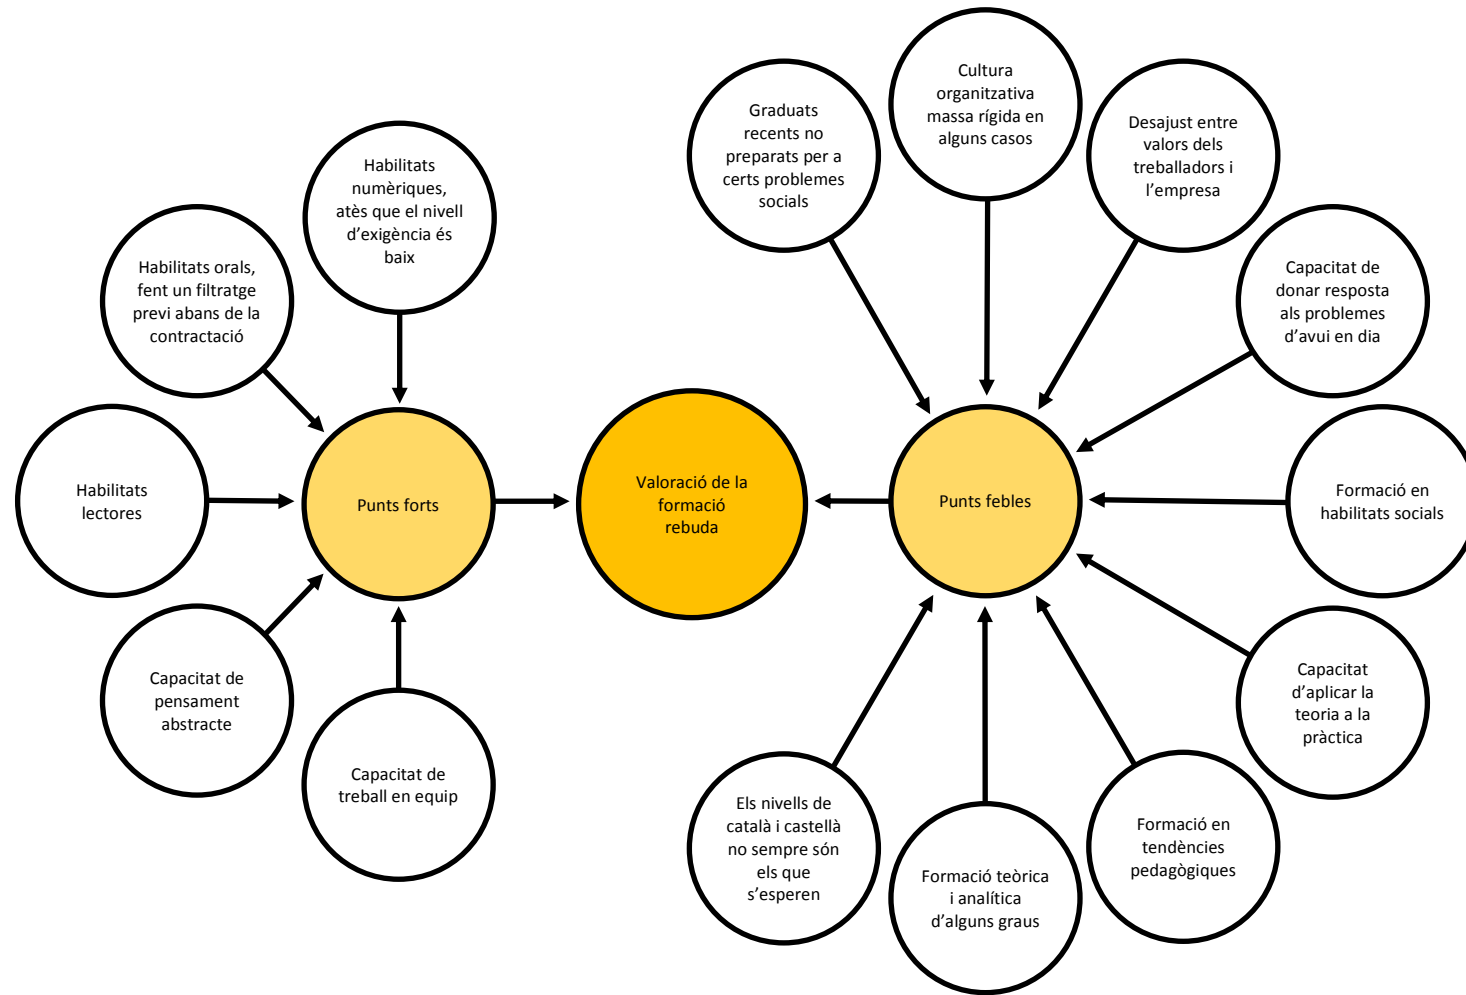 Habilitats
numèriques,
atès que el nivell
d’exigència és
baix
Habilitats orals,
fent un filtratge
previ abans de la
contractació
Habilitats
lectores
Capacitat de
pensament
abstracte
Capacitat de
treball en equip
Punts forts
Valoració de la
formació
rebuda
Punts febles
Graduats
recents no
preparats per a
certs problemes
socials
Cultura
organitzativa
massa rígida en
alguns casos
Desajust entre
valors dels
treballadors i
l’empresa
Capacitat de
donar resposta
als problemes
d’avui en dia
Formació en
habilitats socials
Capacitat
d’aplicar la
teoria a la
pràctica
Formació en
tendències
pedagògiques
Formació teòrica
i analítica
d’alguns graus
Els nivells de
català i castellà
no sempre són
els que
s’esperen